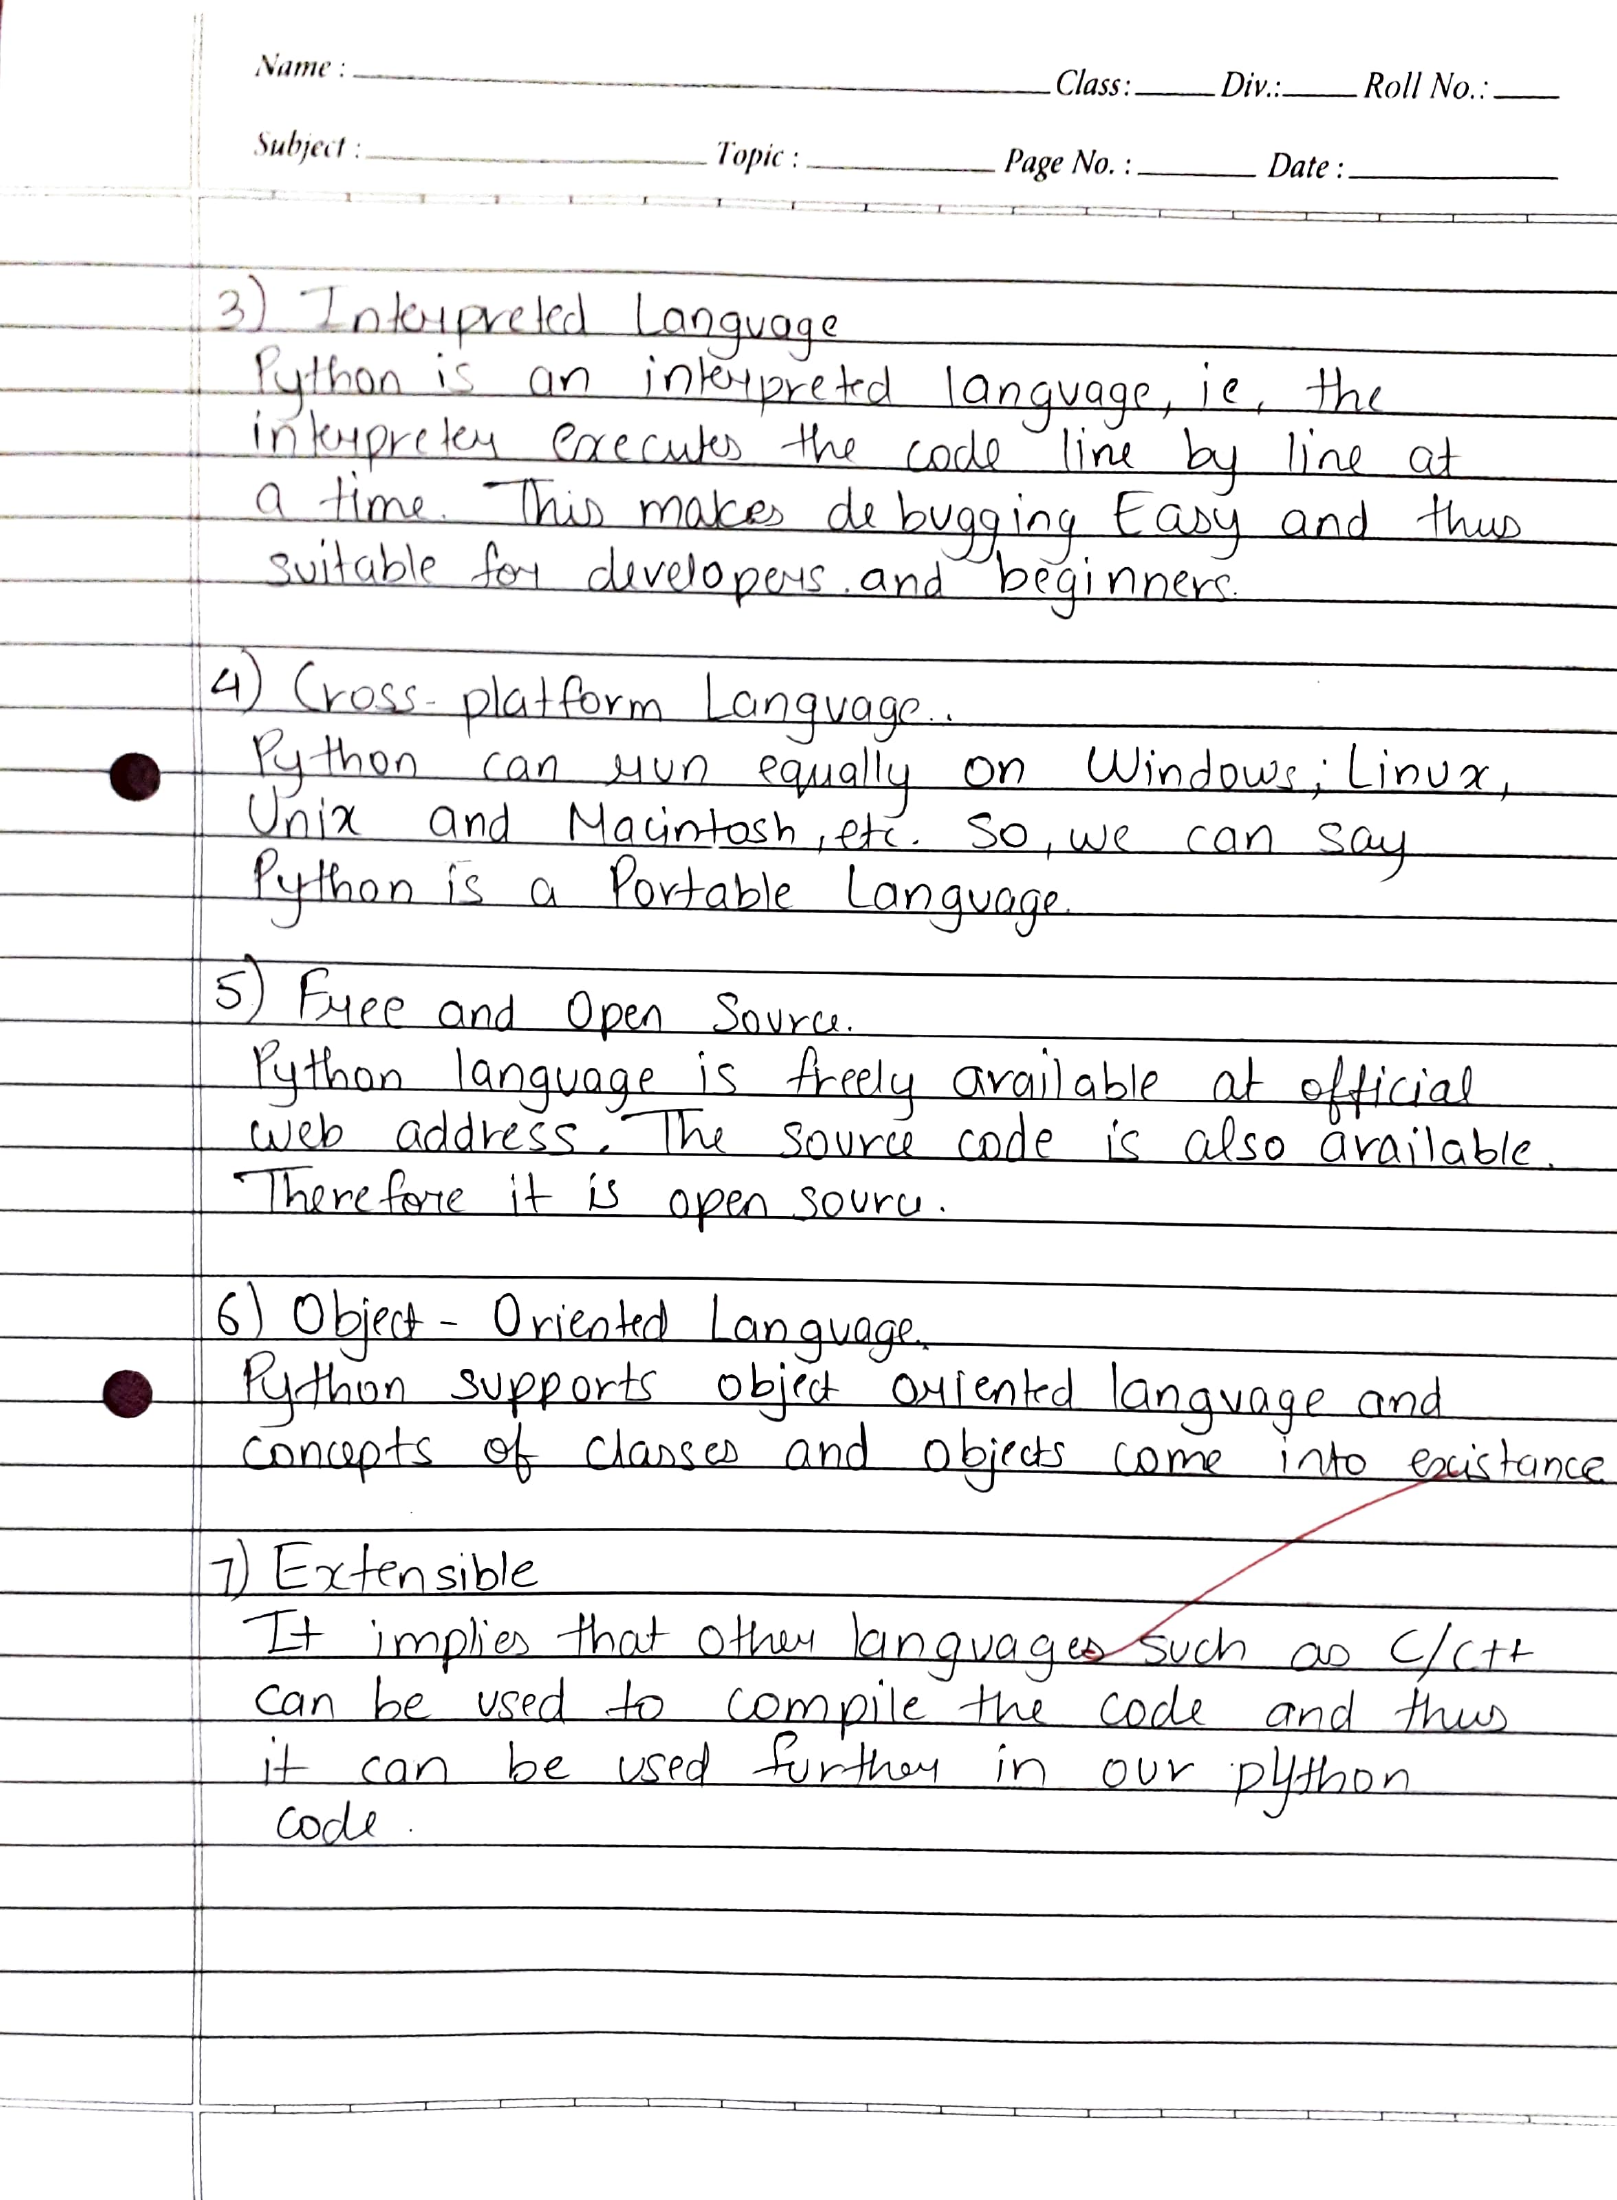 Name : Class: Div.: Roll No.:
Subject : Topic : Page No. : Date :
3) Interpreted Language
Python is an interpreted language, ie, the
interpreter executes the code line by line at
a time. This makes debugging Easy and thus
suitable for developers and beginners.
4) Cross-platform Language.
Python can run equally on Windows; Linux,
Unix and Macintosh, etc. So, we can say
Python is a Portable Language.
5) Free and Open Source.
Python language is freely available at official
web address. The source code is also available.
Therefore it is open source.
6) Object - Oriented Language.
Python supports object oriented language and
concepts of classes and objects come into existance
7) Extensible
It implies that other languages such as C/C++
can be used to compile the code and thus
it can be used further in our python
code.